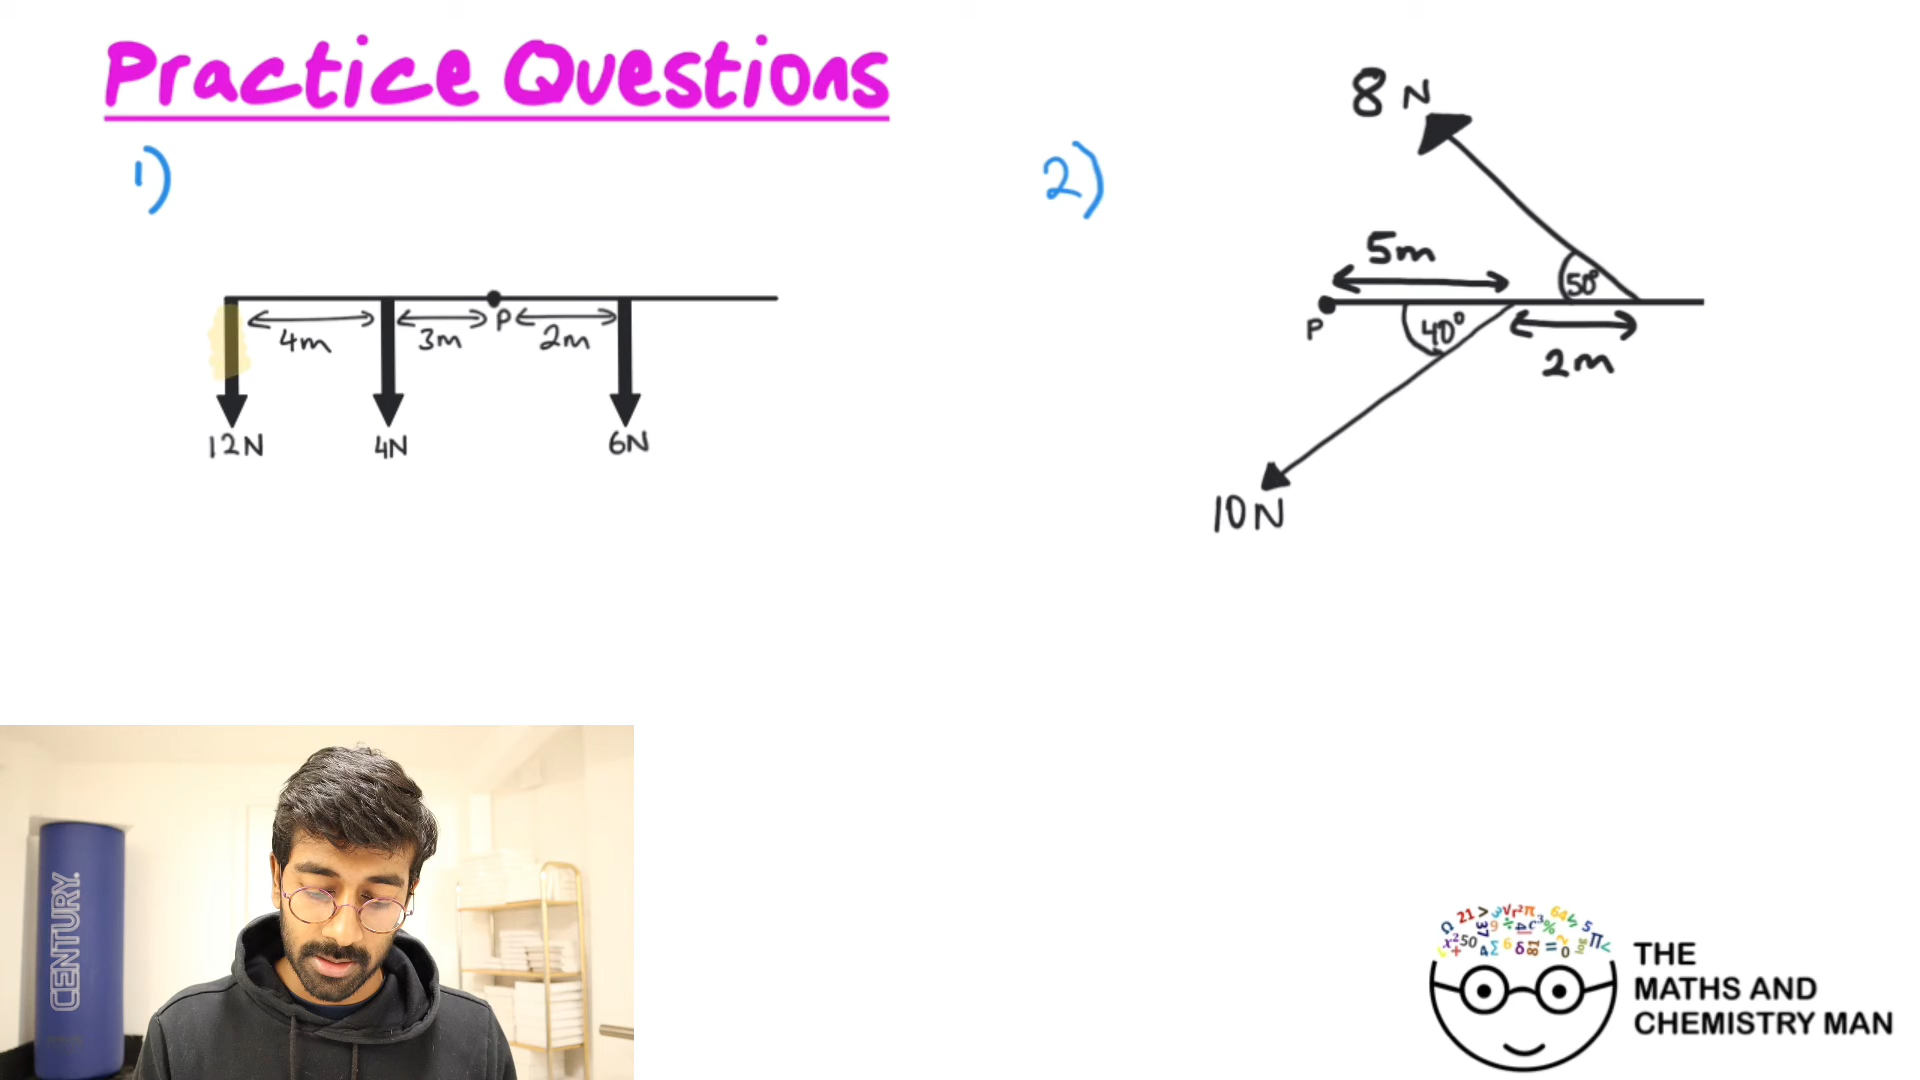 Practice Questions
1)
4m
3m
P
2m
12N
4N
6N
2)
8 N
5m
50°
P
40°
2m
10N
CENTURY.
THE
MATHS AND
CHEMISTRY MAN